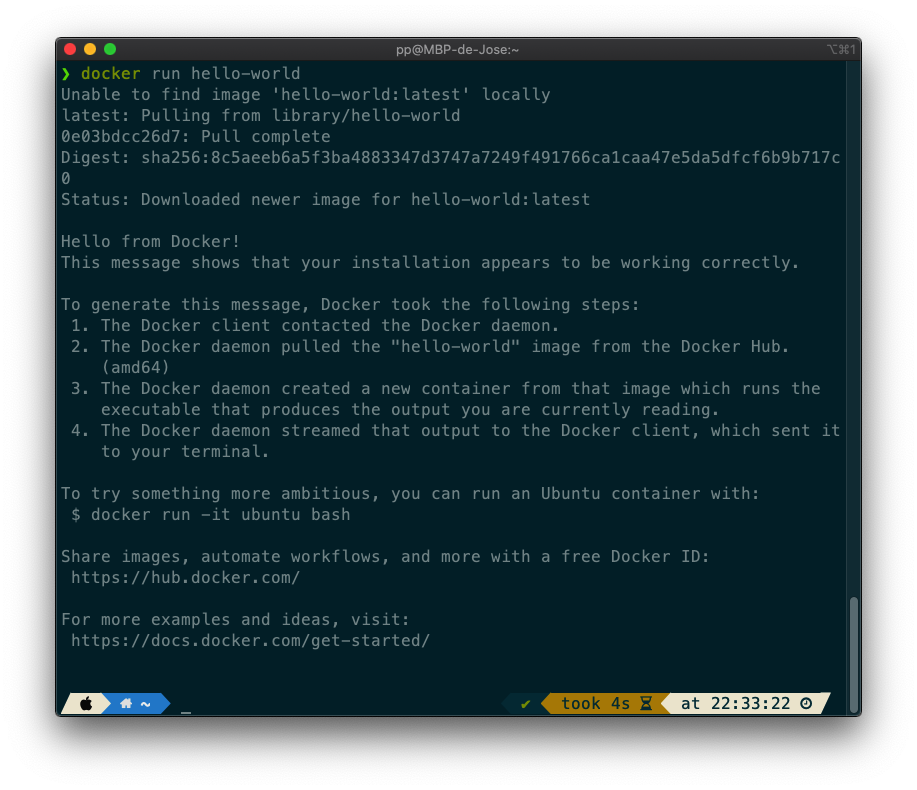 pp@MBP-de-Jose:~
⌥⌘1
❯ docker run hello-world
Unable to find image 'hello-world:latest' locally
latest: Pulling from library/hello-world
0e03bdcc26d7: Pull complete
Digest: sha256:8c5aeeb6a5f3ba4883347d3747a7249f491766ca1caa47e5da5dfcf6b9b717c
0
Status: Downloaded newer image for hello-world:latest
Hello from Docker!
This message shows that your installation appears to be working correctly.
To generate this message, Docker took the following steps:
1. The Docker client contacted the Docker daemon.
2. The Docker daemon pulled the "hello-world" image from the Docker Hub.
(amd64)
3. The Docker daemon created a new container from that image which runs the
executable that produces the output you are currently reading.
4. The Docker daemon streamed that output to the Docker client, which sent it
to your terminal.
To try something more ambitious, you can run an Ubuntu container with:
$ docker run -it ubuntu bash
Share images, automate workflows, and more with a free Docker ID:
https://hub.docker.com/
For more examples and ideas, visit:
https://docs.docker.com/get-started/
~ _ ✔ took 4s at 22:33:22